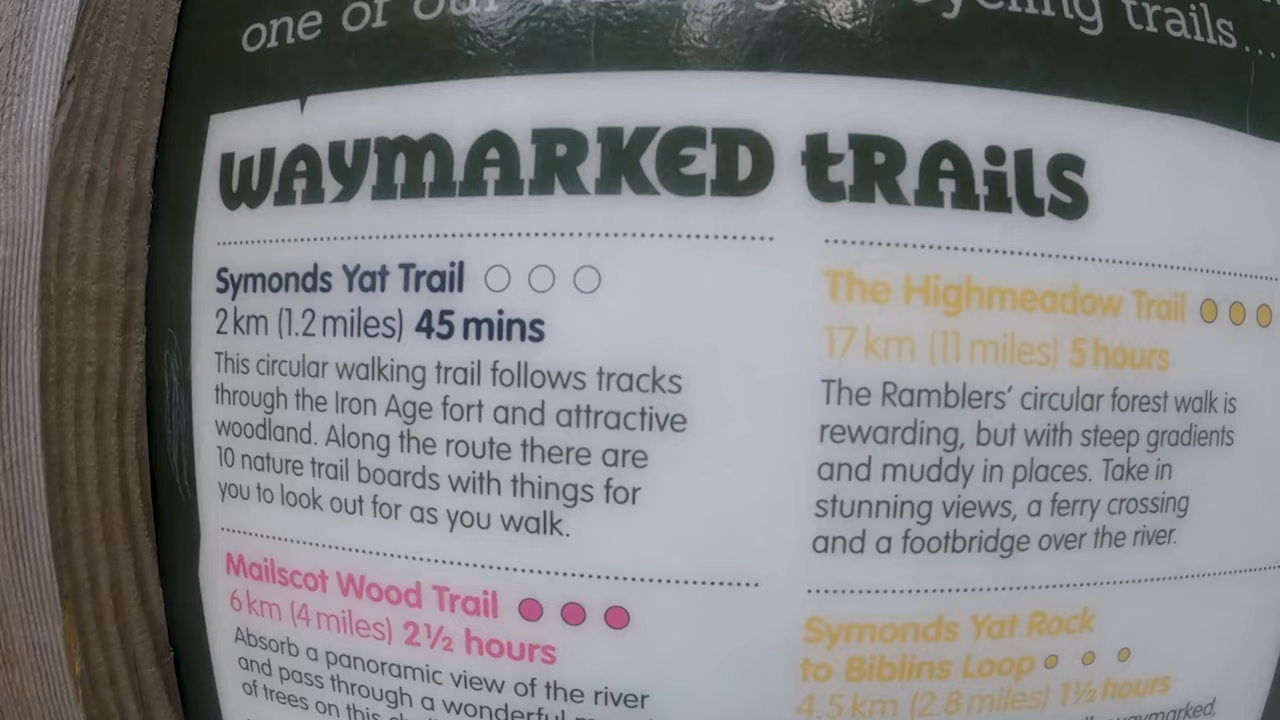 one of our cycling trails...
WAYMARKED TRAILS
Symonds Yat Trail
2 km (1.2 miles) 45 mins
This circular walking trail follows tracks
through the Iron Age fort and attractive
woodland. Along the route there are
10 nature trail boards with things for
you to look out for as you walk.
Mailscot Wood Trail
6 km (4 miles) 2½ hours
Absorb a panoramic view of the river
and pass through a wonderful
of trees on this
The Highmeadow Trail
17 km (11 miles) 5 hours
The Ramblers' circular forest walk is
rewarding, but with steep gradients
and muddy in places. Take in
stunning views, a ferry crossing
and a footbridge over the river.
Symonds Yat Rock
to Biblins Loop
4.5 km (2.8 miles) 1½ hours
waymarked,